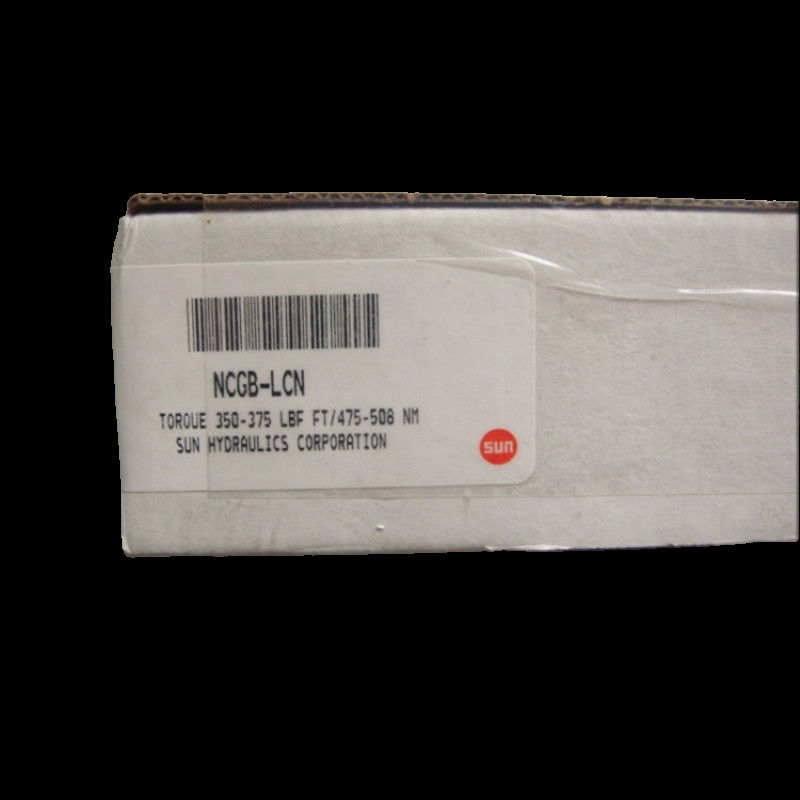 NCGB-LCN
TORQUE 350-375 LBF FT/475-508 NM
SUN HYDRAULICS CORPORATION
sun